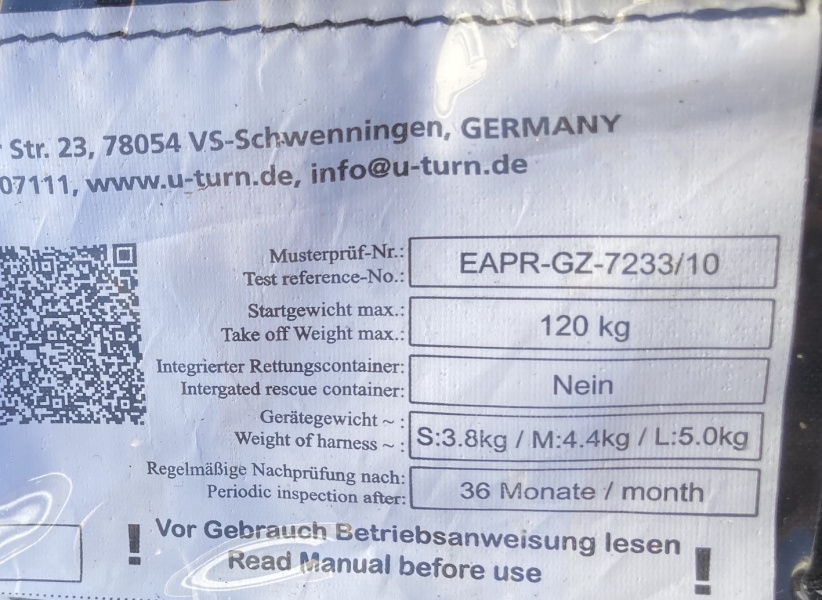 Str. 23, 78054 VS-Schwenningen, GERMANY
07111, www.u-turn.de, info@u-turn.de
Musterprüf-Nr.:
Test reference-No.:
EAPR-GZ-7233/10
Startgewicht max.:
Take off Weight max.:
120 kg
Integrierter Rettungscontainer:
Intergated rescue container:
Nein
Gerätegewicht ~ :
Weight of harness ~ :
S:3.8kg / M:4.4kg / L:5.0kg
Regelmäßige Nachprüfung nach:
Periodic inspection after:
36 Monate / month
! Vor Gebrauch Betriebsanweisung lesen !
Read Manual before use